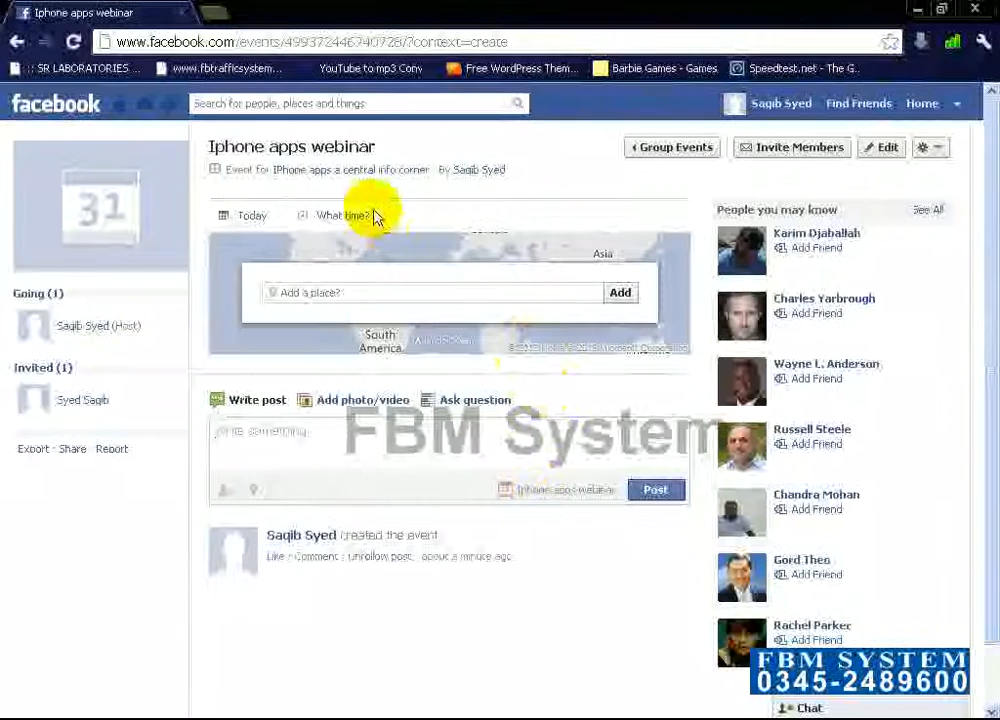 Iphone apps webinar
www.facebook.com/events/499372446740728/?context=create
:: SR LABORATORIES ...
www.fbtrafficsystem...
YouTube to mp3 Conv
Free WordPress Them...
Barbie Games - Games
Speedtest.net - The G...
facebook
Search for people, places and things
Saqib Syed
Find Friends
Home
31
Going (1)
Saqib Syed (Host)
Invited (1)
Syed Saqib
Export · Share · Report
Iphone apps webinar
Group Events
Invite Members
Edit
Event for IPhone apps a central info corner by Saqib Syed
Today
What time?
Asia
Add a place?
Add
South
America
Write post
Add photo/video
Ask question
Write something...
FBM System
Iphone apps webinar
Post
Saqib Syed created the event
Like · Comment · Unfollow post · about a minute ago
People you may know
See All
Karim Djaballah
Add Friend
Charles Yarbrough
Add Friend
Wayne L. Anderson
Add Friend
Russell Steele
Add Friend
Chandra Mohan
Add Friend
Gord Then
Add Friend
Rachel Parker
Add Friend
FBM SYSTEM
0345-2489600
Chat